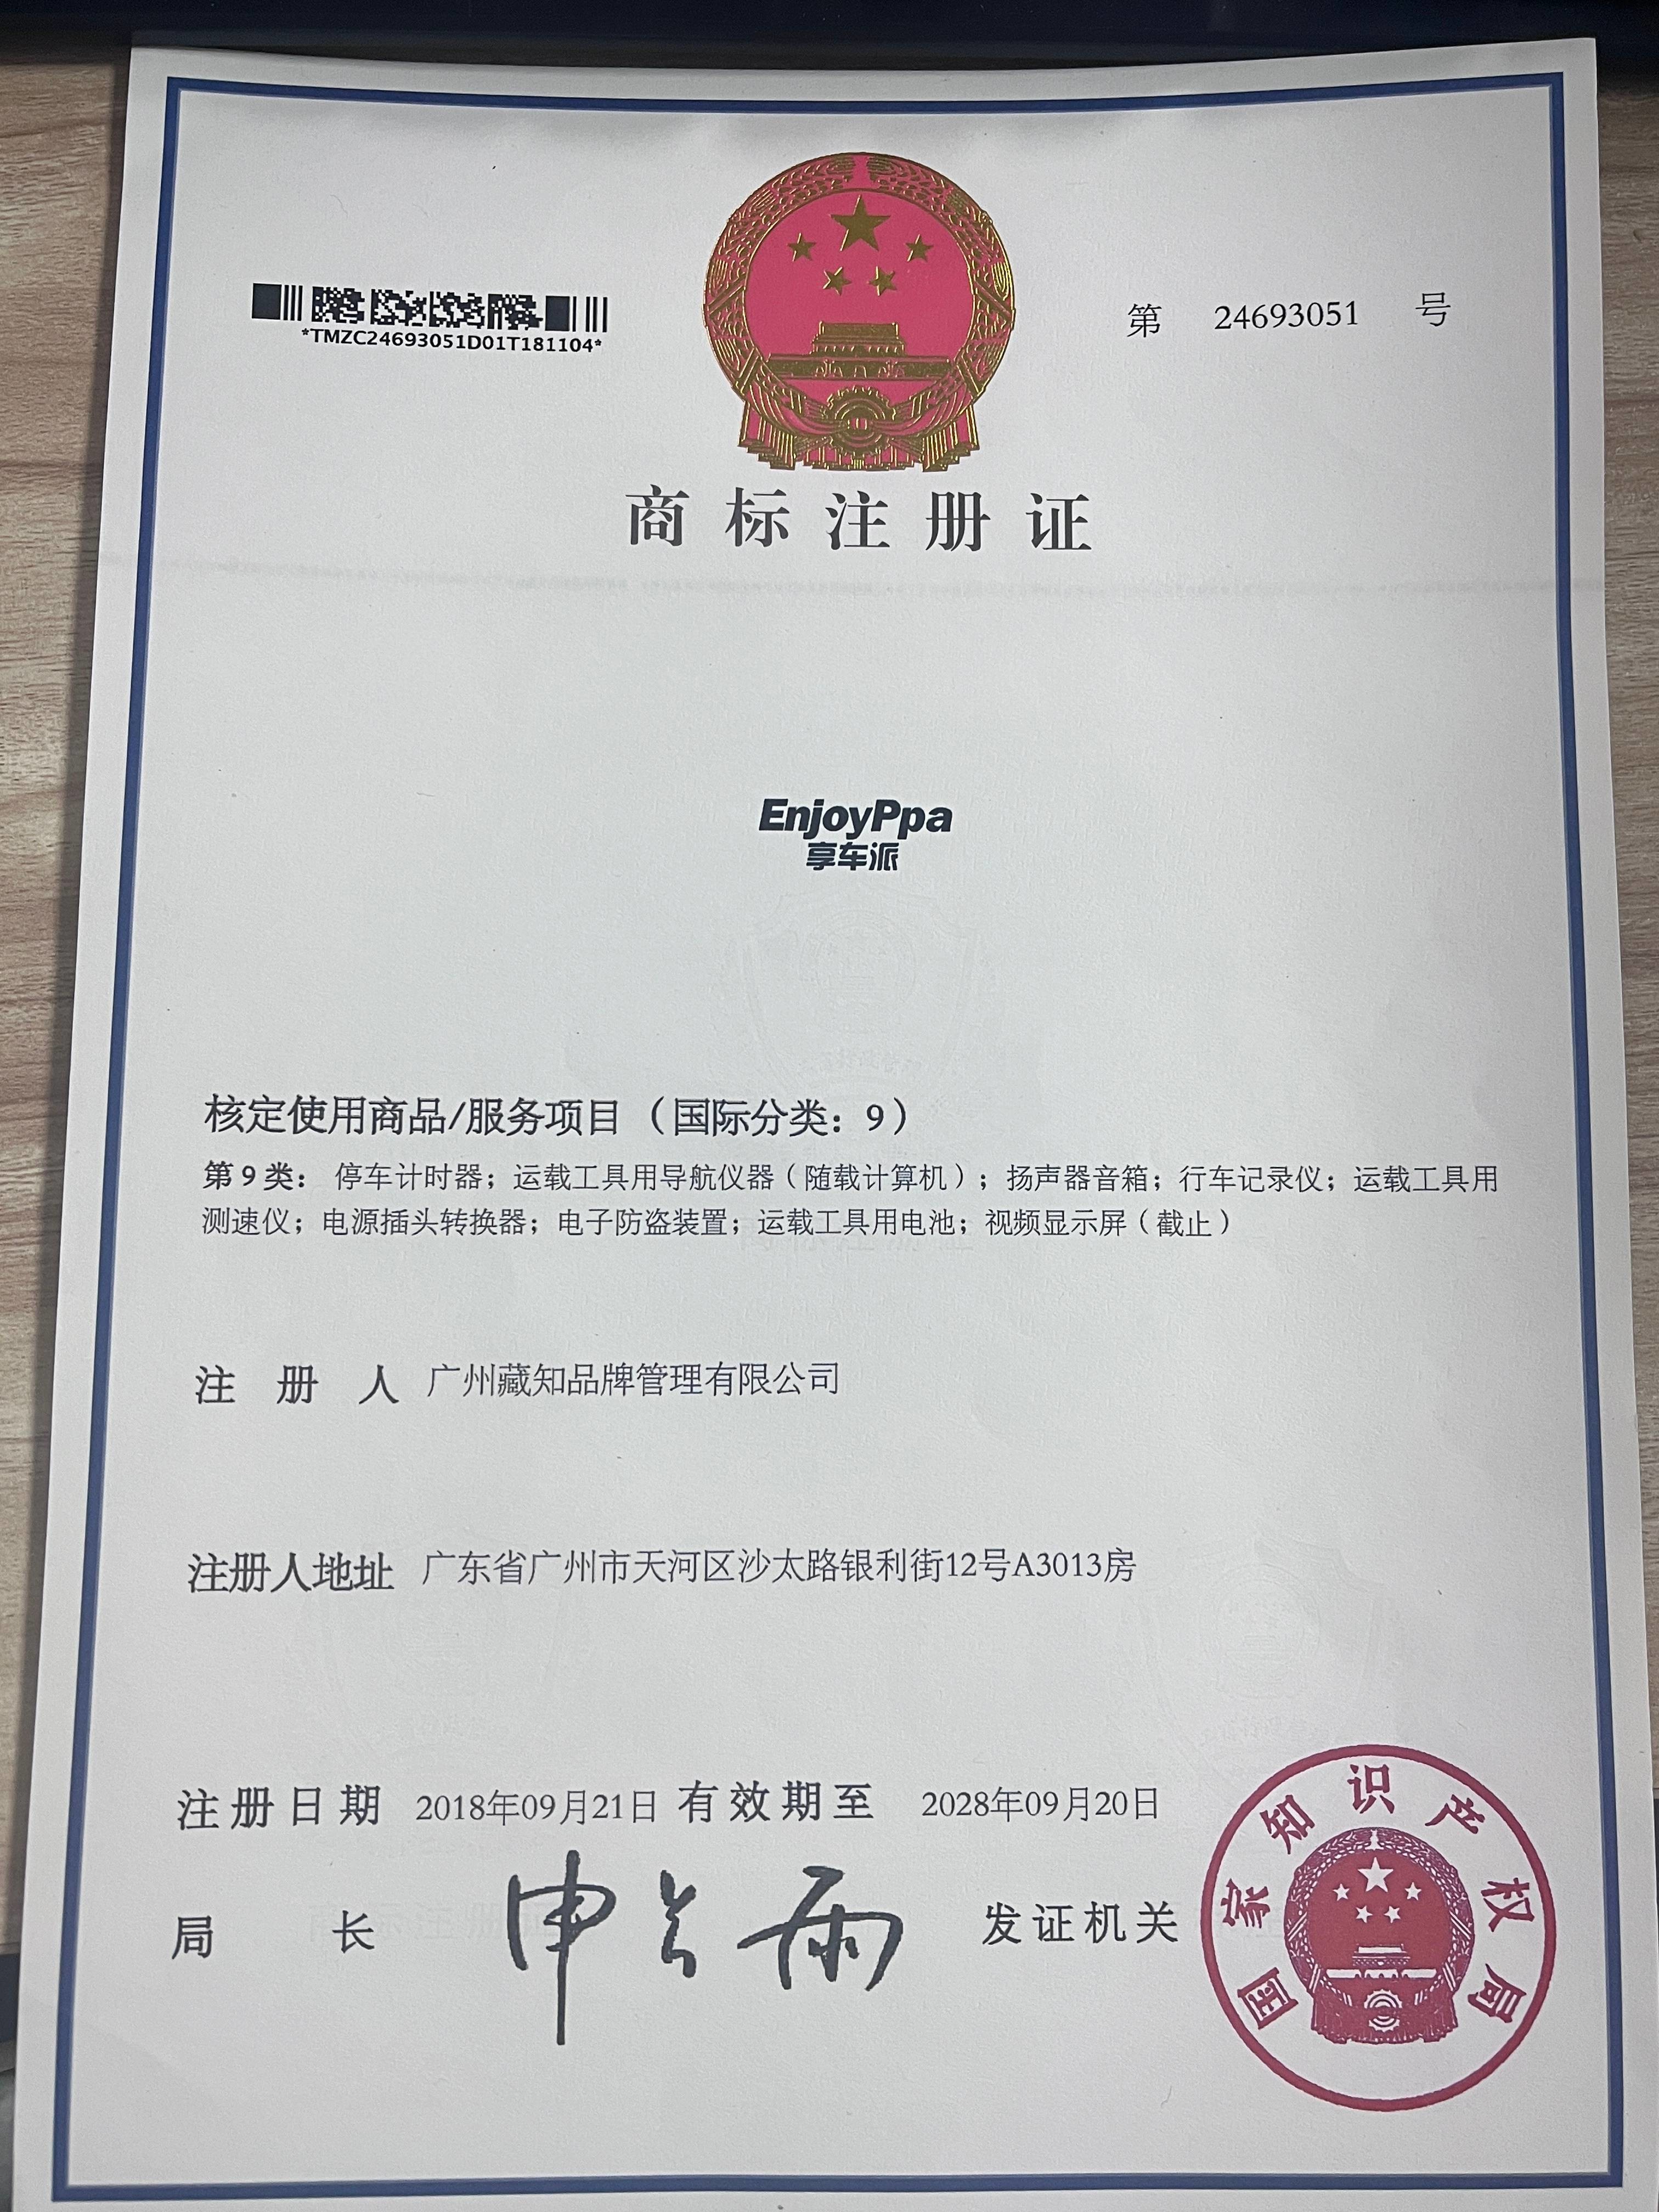 *TMZC24693051D01T181104*
第 24693051 号
商标注册证
EnjoyPpa
享车派
核定使用商品/服务项目（国际分类：9）
第9类： 停车计时器；运载工具用导航仪器（随载计算机）；扬声器音箱；行车记录仪；运载工具用
测速仪；电源插头转换器；电子防盗装置；运载工具用电池；视频显示屏（截止）
注 册 人 广州藏知品牌管理有限公司
注册人地址 广东省广州市天河区沙太路银利街12号A3013房
注册日期 2018年09月21日 有效期至 2028年09月20日
局 长 申长雨 发证机关
国家知识产权局